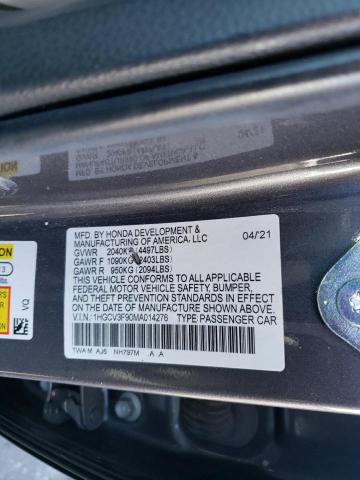 MFD. BY HONDA DEVELOPMENT &
MANUFACTURING OF AMERICA, LLC 04/21
GVWR 2040KG (4497LBS)
GAWR F 1090KG (2403LBS)
GAWR R 950KG (2094LBS)
THIS VEHICLE CONFORMS TO ALL APPLICABLE
FEDERAL MOTOR VEHICLE SAFETY, BUMPER,
AND THEFT PREVENTION STANDARDS IN EFFECT
ON THE DATE OF MANUFACTURE SHOWN ABOVE.
V.I.N.: 1HGCV3F90MA014276 TYPE PASSENGER CAR
TWA M AJ6 NH797M A A
VQ